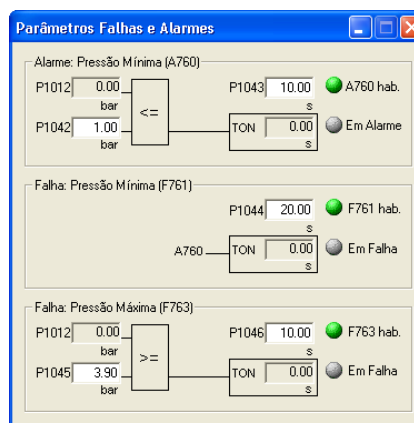 Parâmetros Falhas e Alarmes
Alarme: Pressão Mínima (A760)
P1012 0.00 P1043 10.00 A760 hab.
bar <= s
P1042 1.00 TON 0.00 Em Alarme
bar s
Falha: Pressão Mínima (F761)
P1044 20.00 F761 hab.
s
A760 TON 0.00 Em Falha
s
Falha: Pressão Máxima (F763)
P1012 0.00 P1046 10.00 F763 hab.
bar >= s
P1045 3.90 TON 0.00 Em Falha
bar s